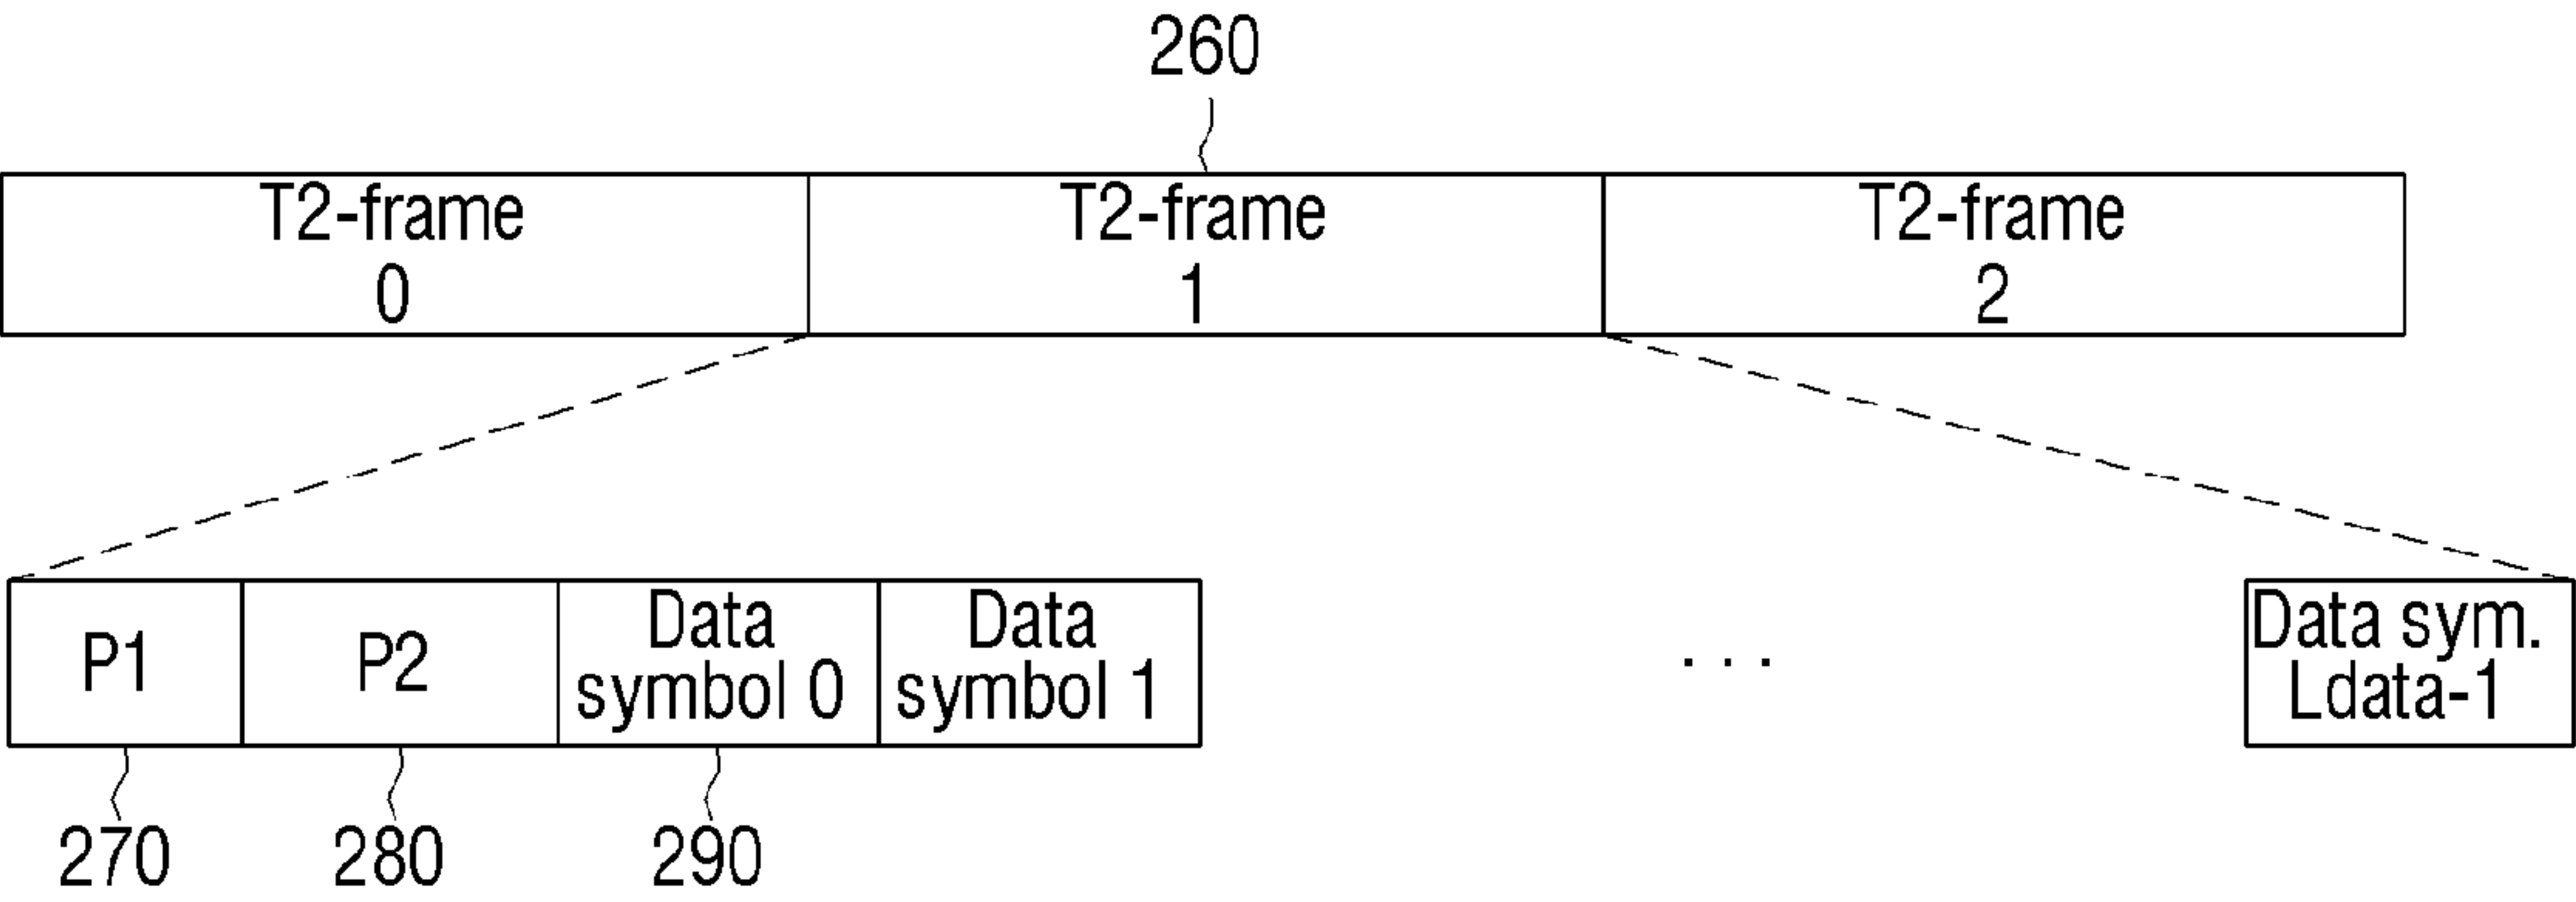 260
T2-frame
0
T2-frame
1
T2-frame
2
P1
P2
Data
symbol 0
Data
symbol 1
. . .
Data sym.
Ldata-1
270
280
290